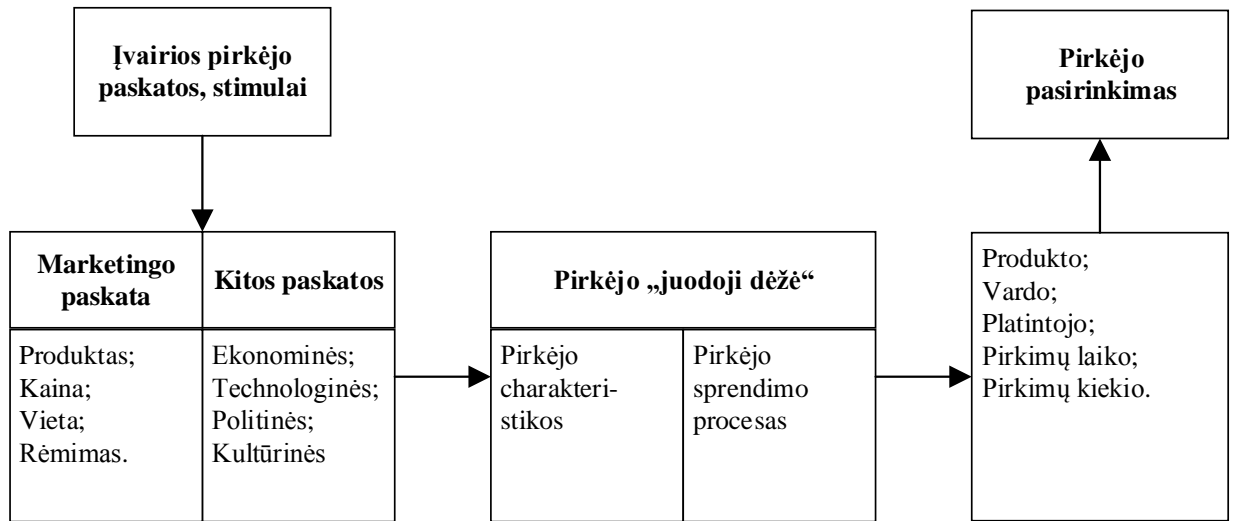 Įvairios pirkėjo
paskatos, stimulai
Pirkėjo
pasirinkimas
Marketingo
paskata
Kitos paskatos
Pirkėjo „juodoji dėžė“
Produktas;
Kaina;
Vieta;
Rėmimas.
Ekonominės;
Technologinės;
Politinės;
Kultūrinės
Pirkėjo
charakteri-
stikos
Pirkėjo
sprendimo
procesas
Produkto;
Vardo;
Platintojo;
Pirkimų laiko;
Pirkimų kiekio.